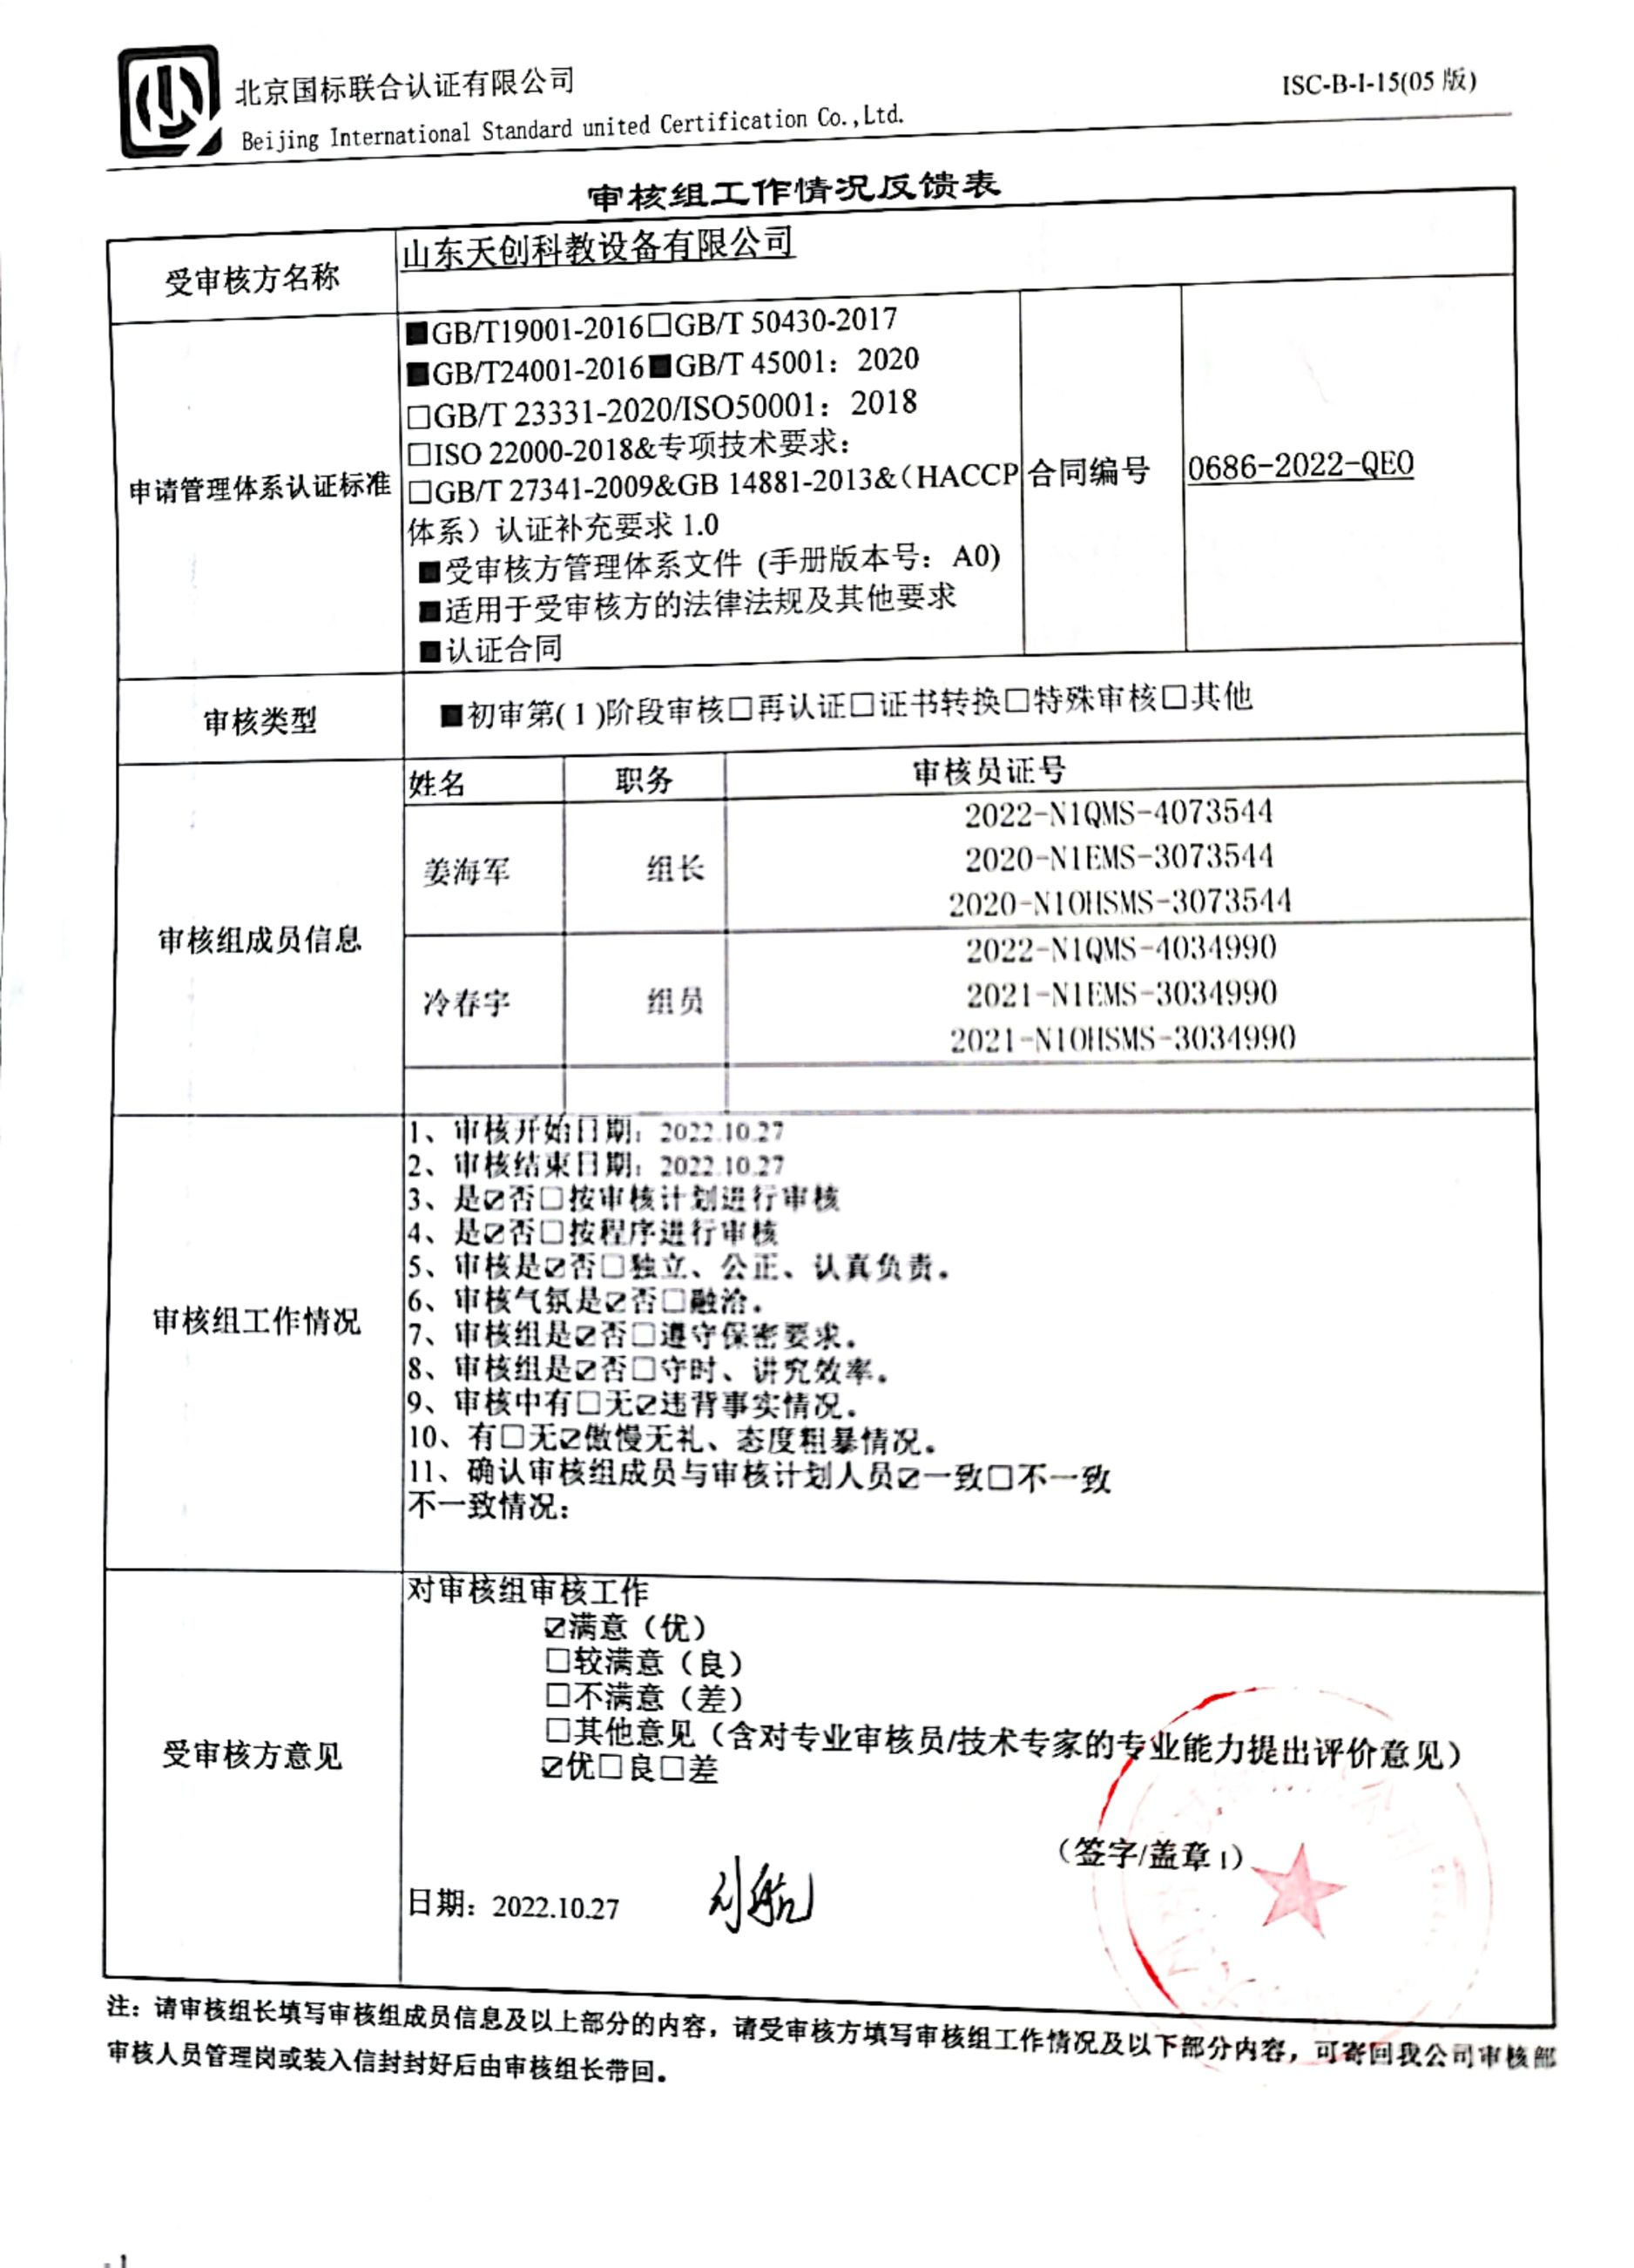 北京国标联合认证有限公司
Beijing International Standard united Certification Co.,Ltd.
ISC-B-I-15(05 版)
审核组工作情况反馈表
受审核方名称
山东天创科教设备有限公司
申请管理体系认证标准
■GB/T19001-2016□GB/T 50430-2017
■GB/T24001-2016■GB/T 45001：2020
□GB/T 23331-2020/ISO50001：2018
□ISO 22000-2018&专项技术要求：
□GB/T 27341-2009&GB 14881-2013&（HACCP
体系）认证补充要求 1.0
■受审核方管理体系文件 (手册版本号：A0)
■适用于受审核方的法律法规及其他要求
■认证合同
合同编号
0686-2022-QEO
审核类型
■初审第( 1 )阶段审核□再认证□证书转换□特殊审核□其他
审核组成员信息
姓名 职务 审核员证号
姜海军 组长
2022-N1QMS-4073544
2020-N1EMS-3073544
2020-N1OHSMS-3073544
冷春宇 组员
2022-N1QMS-4034990
2021-N1EMS-3034990
2021-N1OHSMS-3034990
审核组工作情况
1、审核开始日期：2022.10.27
2、审核结束日期：2022.10.27
3、是☑否□按审核计划进行审核
4、是☑否□按程序进行审核
5、审核是☑否□独立、公正、认真负责。
6、审核气氛是☑否□融洽。
7、审核组是☑否□遵守保密要求。
8、审核组是☑否□守时、讲究效率。
9、审核中有□无☑违背事实情况。
10、有□无☑傲慢无礼、态度粗暴情况。
11、确认审核组成员与审核计划人员☑一致□不一致
不一致情况：
受审核方意见
对审核组审核工作
☑满意（优）
□较满意（良）
□不满意（差）
□其他意见（含对专业审核员/技术专家的专业能力提出评价意见）
☑优□良□差
（签字/盖章）
日期：2022.10.27 刘航
注：请审核组长填写审核组成员信息及以上部分的内容，请受审核方填写审核组工作情况及以下部分内容，可寄回我公司审核部
审核人员管理岗或装入信封封好后由审核组长带回。